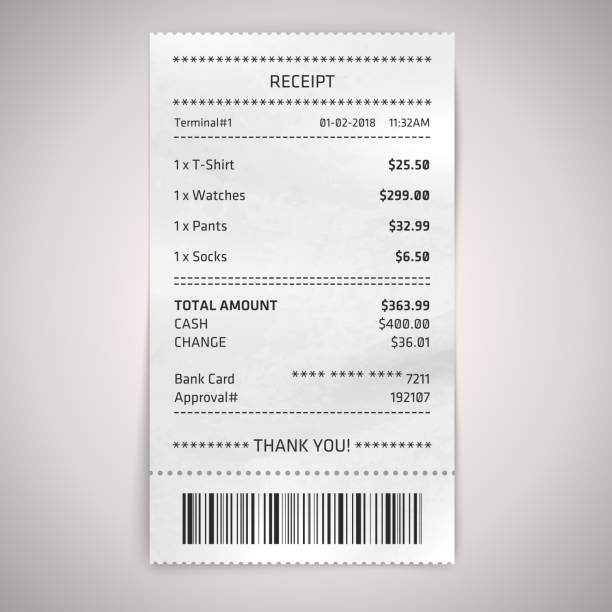 ******************************
RECEIPT
******************************
Terminal#1 01-02-2018 11:32AM
1 x T-Shirt $25.50
1 x Watches $299.00
1 x Pants $32.99
1 x Socks $6.50
TOTAL AMOUNT $363.99
CASH $400.00
CHANGE $36.01
Bank Card **** **** **** 7211
Approval# 192107
********* THANK YOU! *********